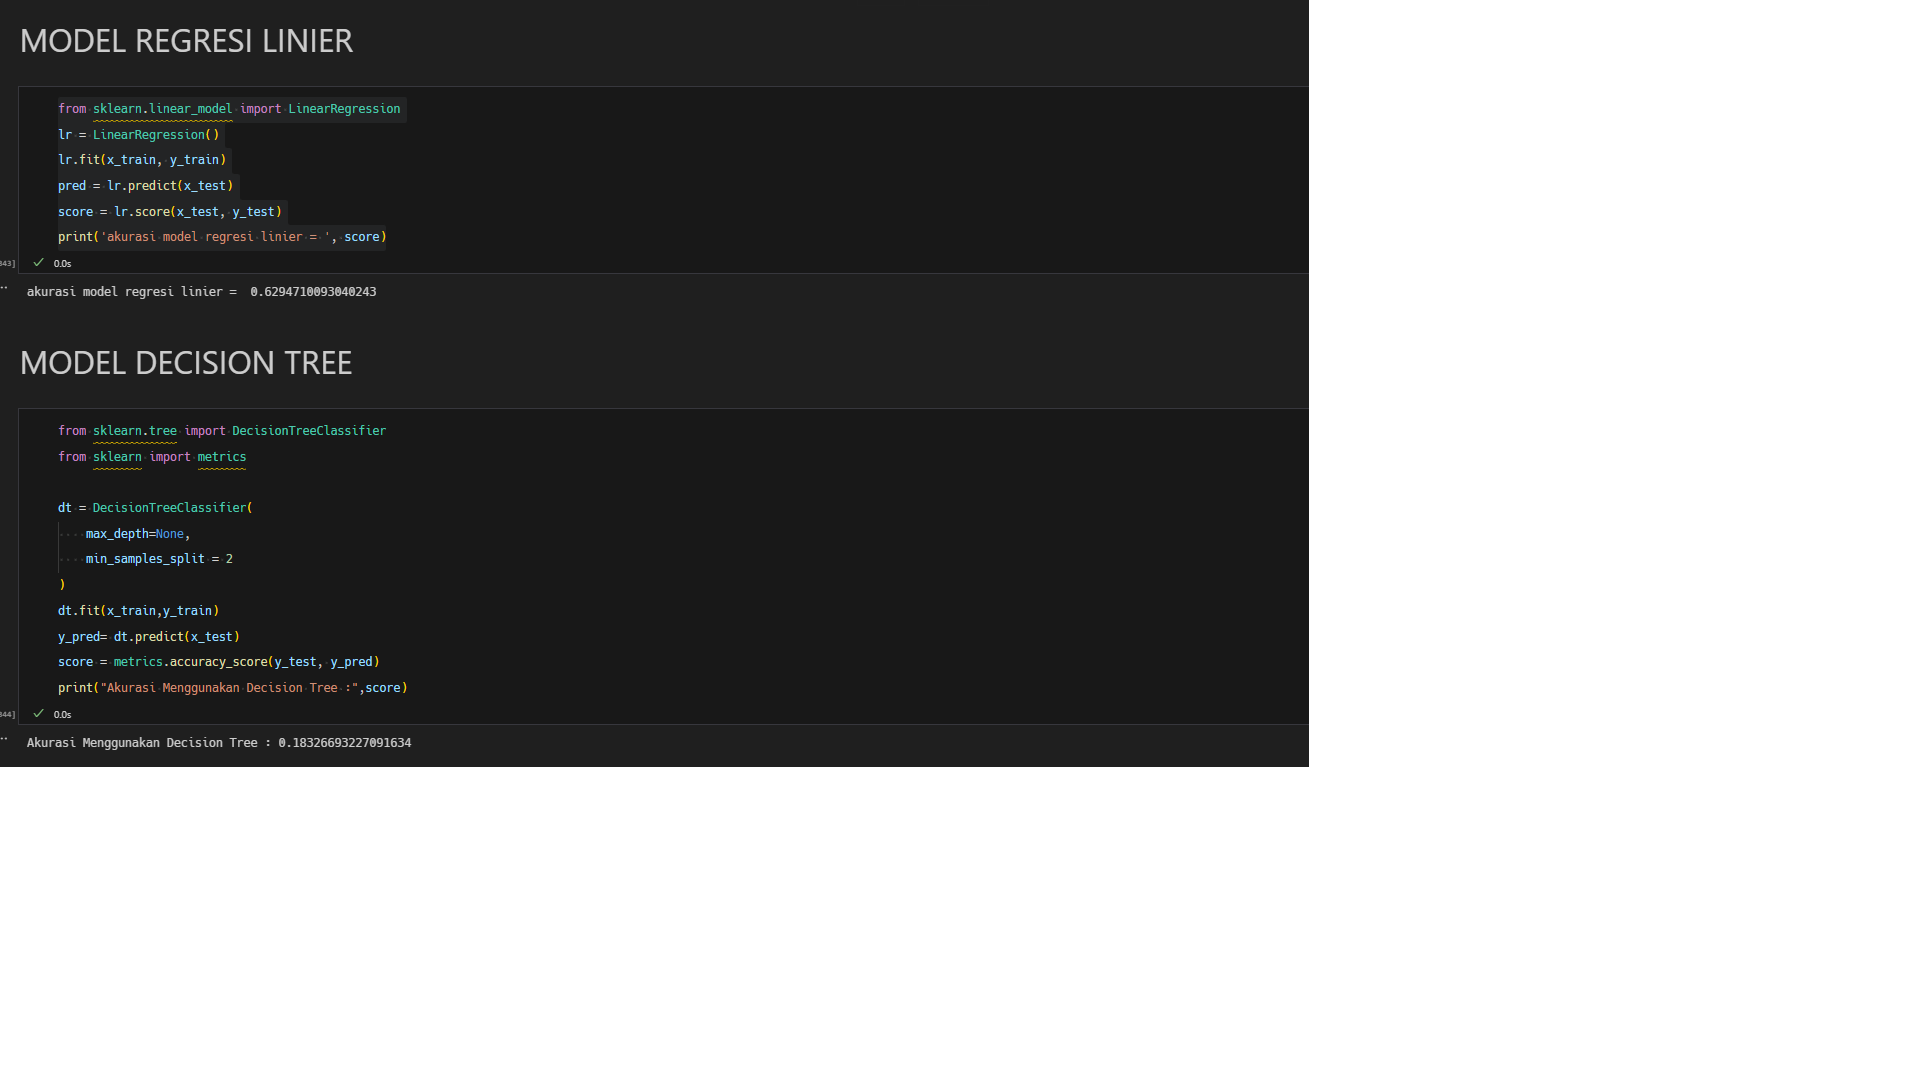 MODEL REGRESI LINIER
from sklearn.linear_model import LinearRegression
lr = LinearRegression()
lr.fit(x_train, y_train)
pred = lr.predict(x_test)
score = lr.score(x_test, y_test)
print('akurasi model regresi linier = ', score)
343] 0.0s
akurasi model regresi linier =  0.6294710093040243
MODEL DECISION TREE
from sklearn.tree import DecisionTreeClassifier
from sklearn import metrics
dt = DecisionTreeClassifier(
    max_depth=None,
    min_samples_split = 2
)
dt.fit(x_train,y_train)
y_pred= dt.predict(x_test)
score = metrics.accuracy_score(y_test, y_pred)
print("Akurasi Menggunakan Decision Tree :",score)
344] 0.0s
Akurasi Menggunakan Decision Tree : 0.18326693227091634